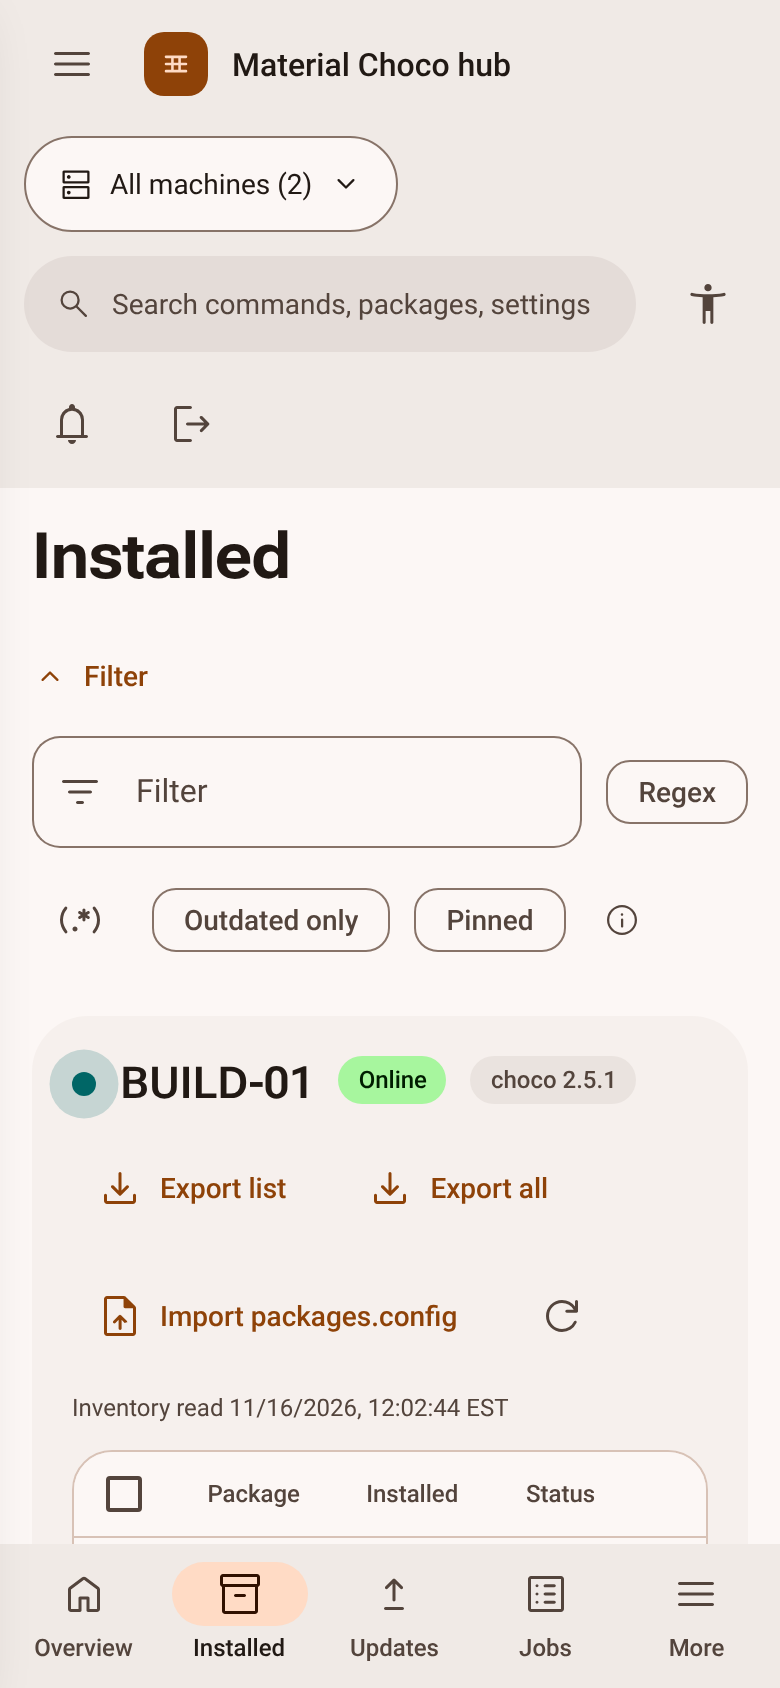 Material Choco hub
All machines (2)
Search commands, packages, settings
Installed
Filter
Filter
Regex
(.*)
Outdated only
Pinned
BUILD-01
Online
choco 2.5.1
Export list
Export all
Import packages.config
Inventory read 11/16/2026, 12:02:44 EST
Package Installed Status
Overview Installed Updates Jobs More